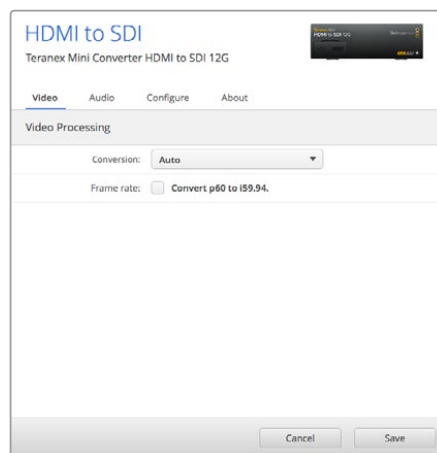 HDMI to SDI
Teranex Mini Converter HDMI to SDI 12G
Video Audio Configure About
Video Processing
Conversion: Auto
Frame rate: Convert p60 to i59.94.
Cancel Save